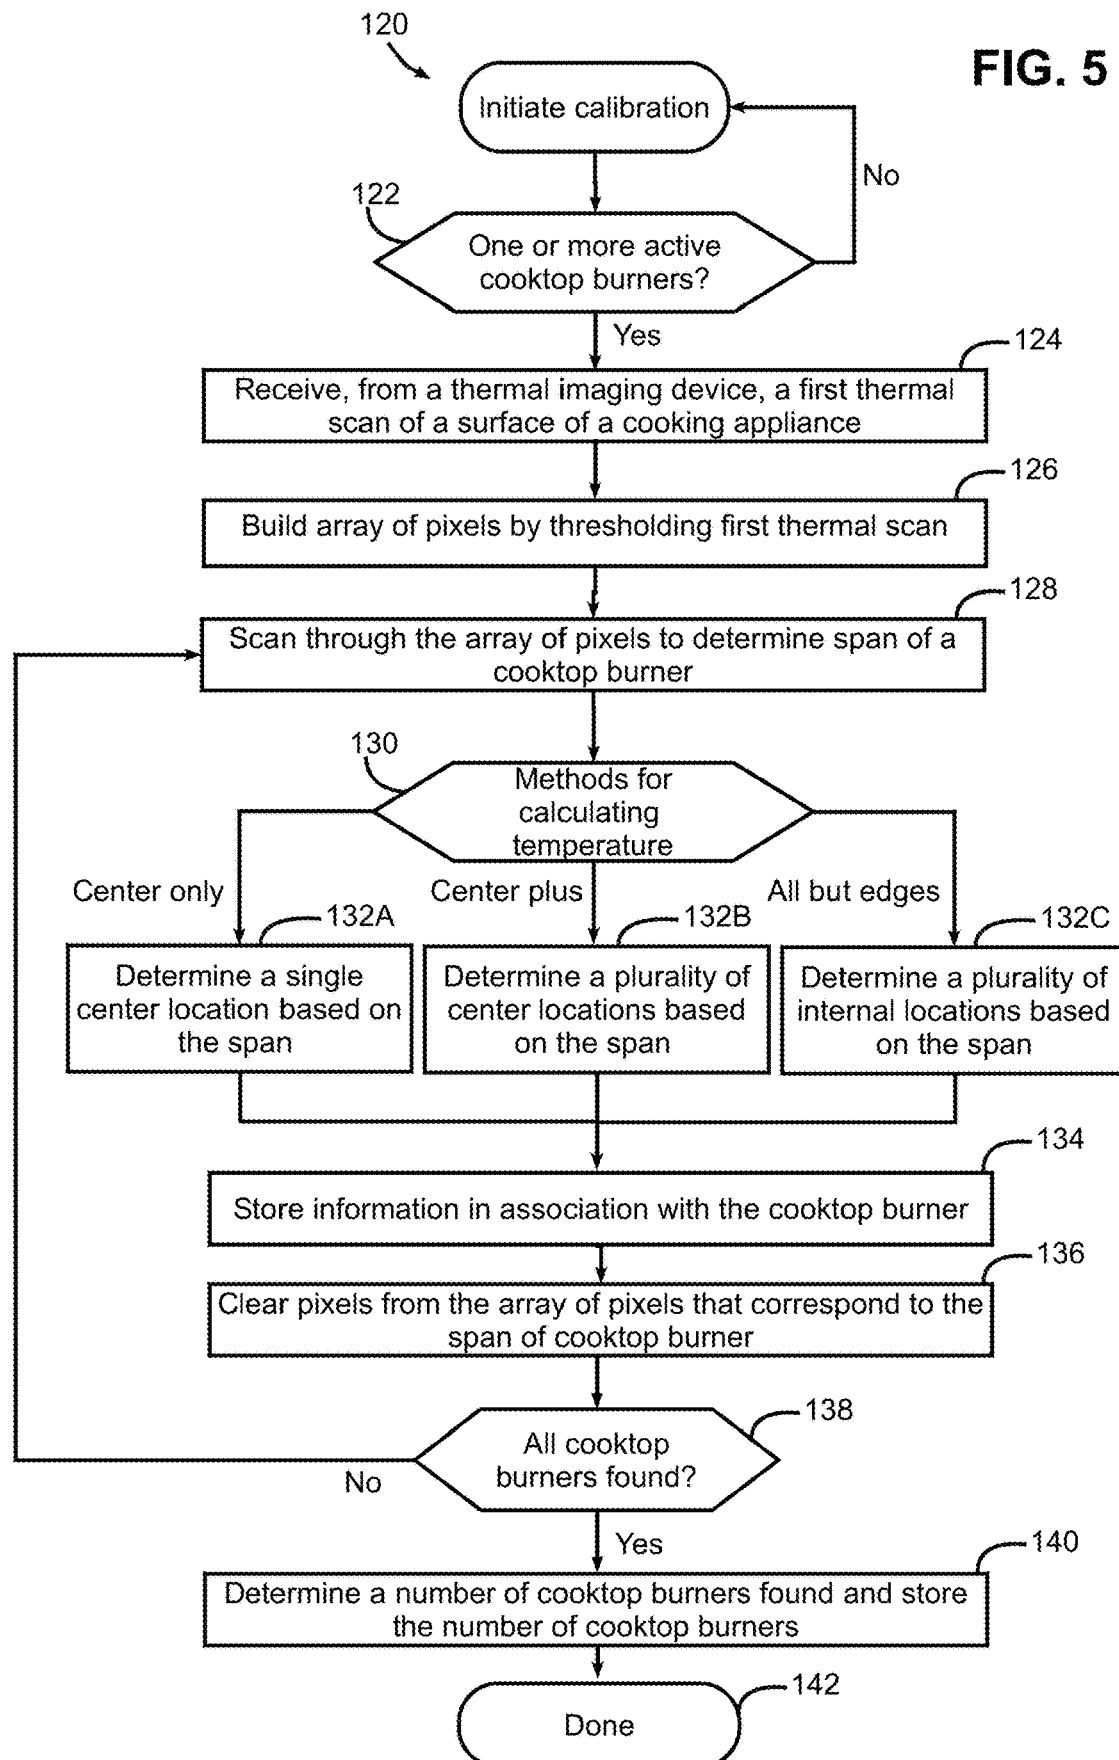 120
FIG. 5
Initiate calibration
No
122
One or more active
cooktop burners?
Yes
124
Receive, from a thermal imaging device, a first thermal
scan of a surface of a cooking appliance
126
Build array of pixels by thresholding first thermal scan
128
Scan through the array of pixels to determine span of a
cooktop burner
130
Methods for
calculating
temperature
Center only
Center plus
All but edges
132A
132B
132C
Determine a single
center location based on
the span
Determine a plurality of
center locations based
on the span
Determine a plurality of
internal locations based
on the span
134
Store information in association with the cooktop burner
136
Clear pixels from the array of pixels that correspond to the
span of cooktop burner
138
All cooktop
burners found?
No
Yes
140
Determine a number of cooktop burners found and store
the number of cooktop burners
142
Done